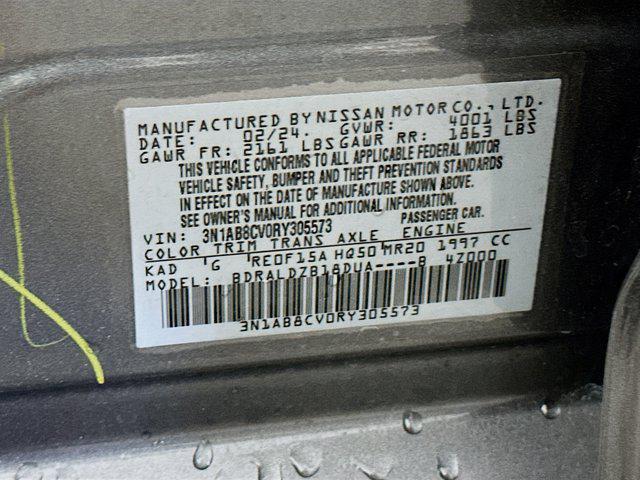 MANUFACTURED BY NISSAN MOTOR CO., LTD.
DATE: 02/24. GVWR: 4001 LBS
GAWR FR: 2161 LBS GAWR RR: 1863 LBS
THIS VEHICLE CONFORMS TO ALL APPLICABLE FEDERAL MOTOR
VEHICLE SAFETY, BUMPER AND THEFT PREVENTION STANDARDS
IN EFFECT ON THE DATE OF MANUFACTURE SHOWN ABOVE.
SEE OWNER'S MANUAL FOR ADDITIONAL INFORMATION.
VIN: 3N1AB8CV0RY305573 PASSENGER CAR.
COLOR TRIM TRANS AXLE ENGINE
KAD G RE0F15A HQ50 MR20 1997 CC
MODEL: BDRALDZB18DUA----B 4Z000
3N1AB8CV0RY305573